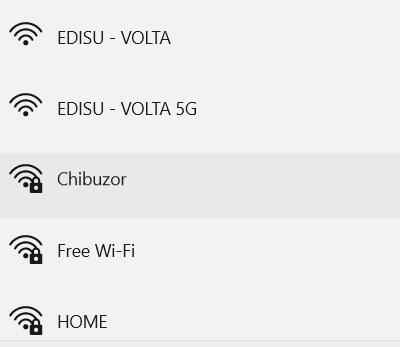 EDISU - VOLTA
EDISU - VOLTA 5G
Chibuzor
Free Wi-Fi
HOME